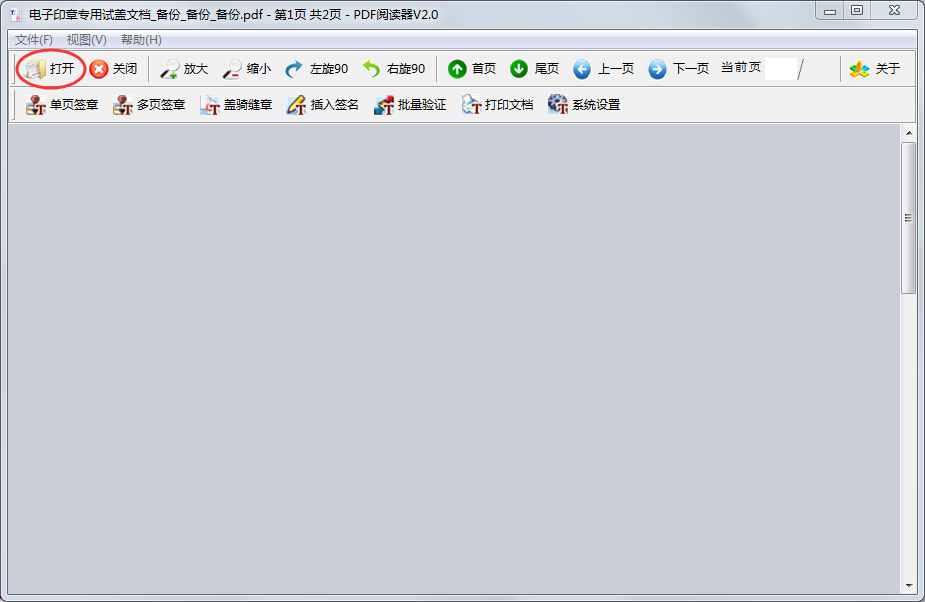 电子印章专用试盖文档_备份_备份_备份.pdf - 第1页 共2页 - PDF阅读器V2.0
文件(F) 视图(V) 帮助(H)
打开 关闭 放大 缩小 左旋90 右旋90 首页 尾页 上一页 下一页 当前页 / 关于
单页签章 多页签章 盖骑缝章 插入签名 批量验证 打印文档 系统设置